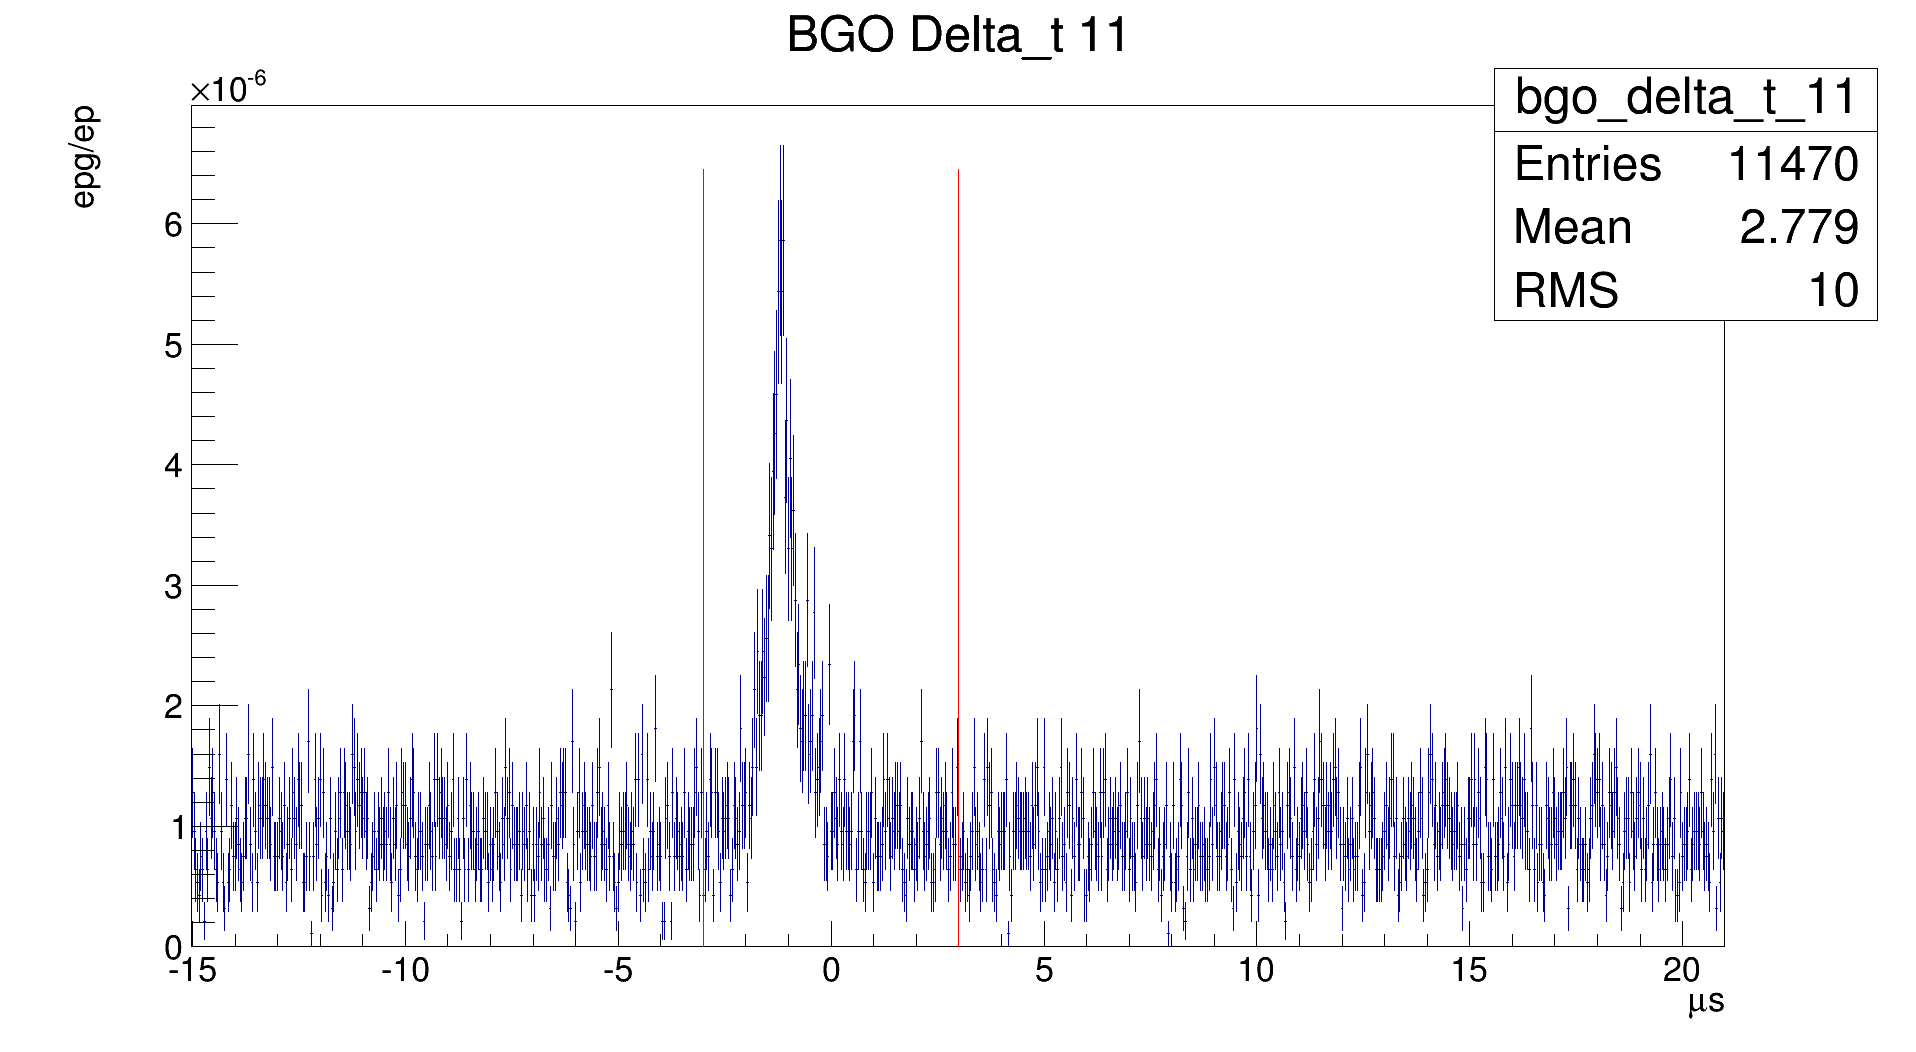 BGO Delta_t 11
×10-6
epg/ep
bgo_delta_t_11
Entries 11470
Mean 2.779
RMS 10
6
5
4
3
2
1
0
-15 -10 -5 0 5 10 15 20
μs